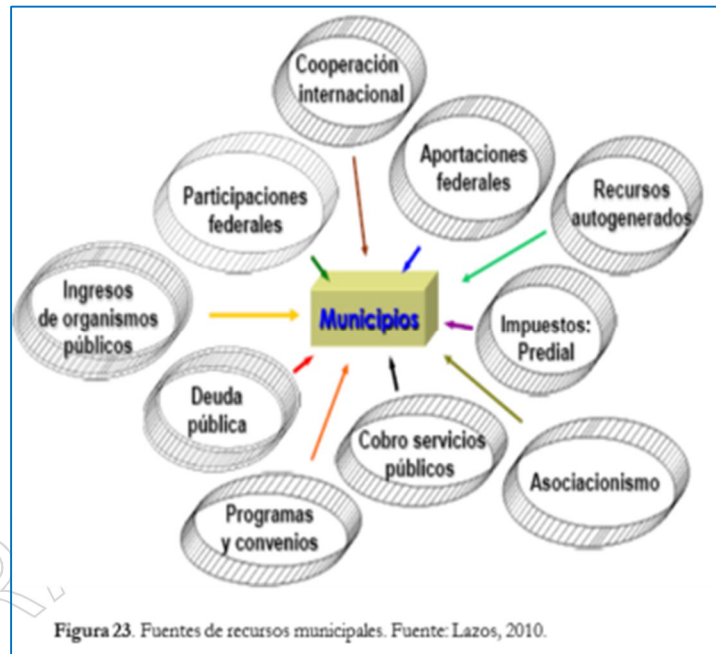 Cooperación
internacional
Aportaciones
federales
Recursos
autogenerados
Participaciones
federales
Ingresos
de organismos
públicos
Municipios
Impuestos:
Predial
Deuda
pública
Cobro servicios
públicos
Asociacionismo
Programas
y convenios
Figura 23. Fuentes de recursos municipales. Fuente: Lazos, 2010.